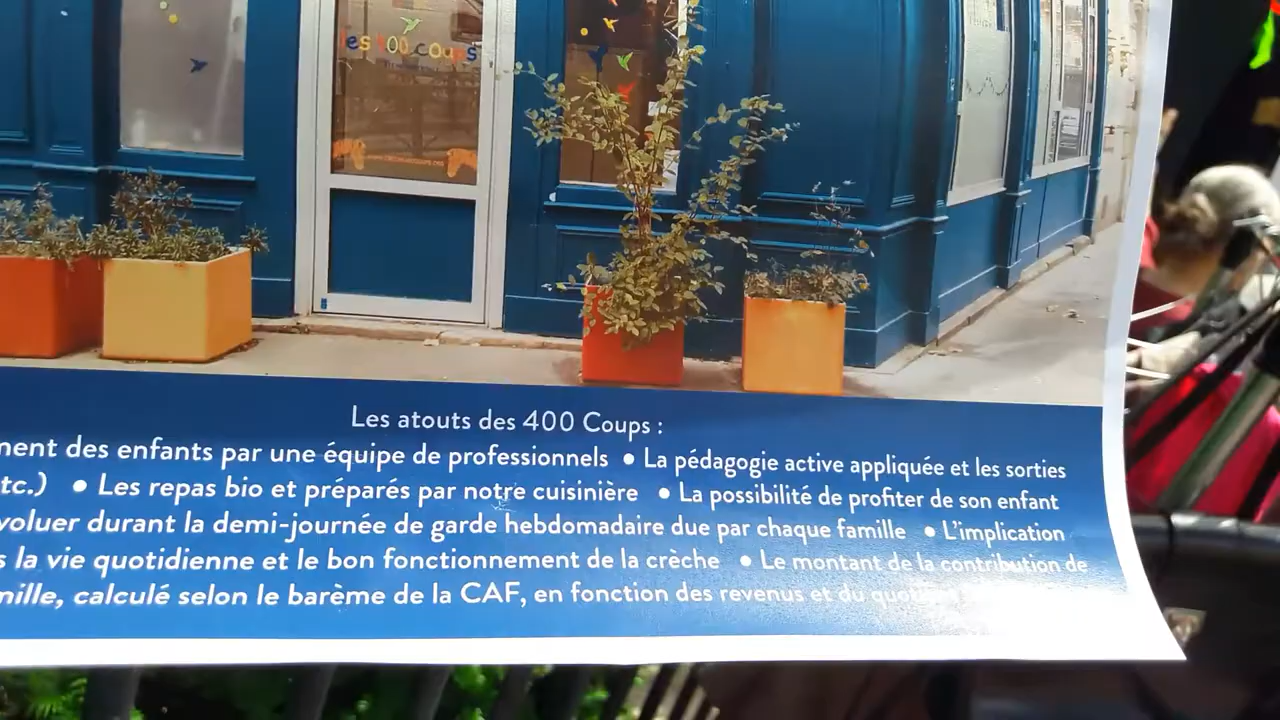 les 400 coups
Les atouts des 400 Coups :
ment des enfants par une équipe de professionnels • La pédagogie active appliquée et les sorties
tc.) • Les repas bio et préparés par notre cuisinière • La possibilité de profiter de son enfant
voluer durant la demi-journée de garde hebdomadaire due par chaque famille • L'implication
s la vie quotidienne et le bon fonctionnement de la crèche • Le montant de la contribution de
mille, calculé selon le barème de la CAF, en fonction des revenus et du